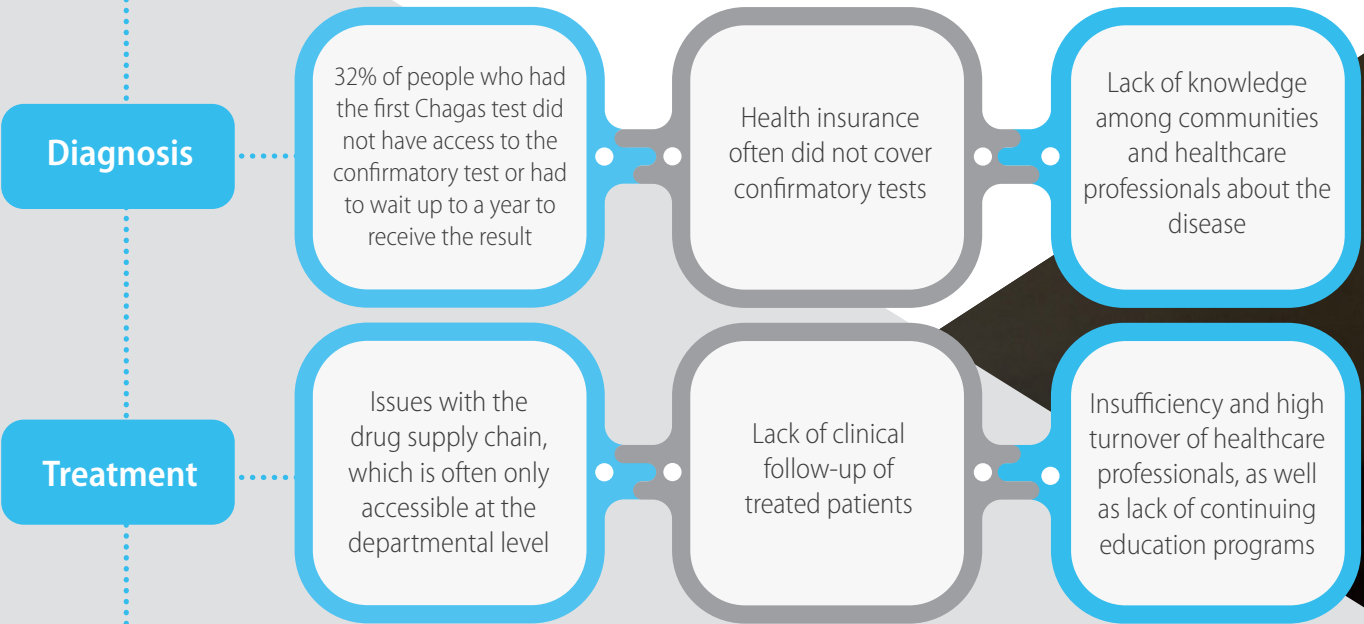 Diagnosis
32% of people who had
the first Chagas test did
not have access to the
confirmatory test or had
to wait up to a year to
receive the result
Health insurance
often did not cover
confirmatory tests
Lack of knowledge
among communities
and healthcare
professionals about the
disease
Treatment
Issues with the
drug supply chain,
which is often only
accessible at the
departmental level
Lack of clinical
follow-up of
treated patients
Insufficiency and high
turnover of healthcare
professionals, as well
as lack of continuing
education programs